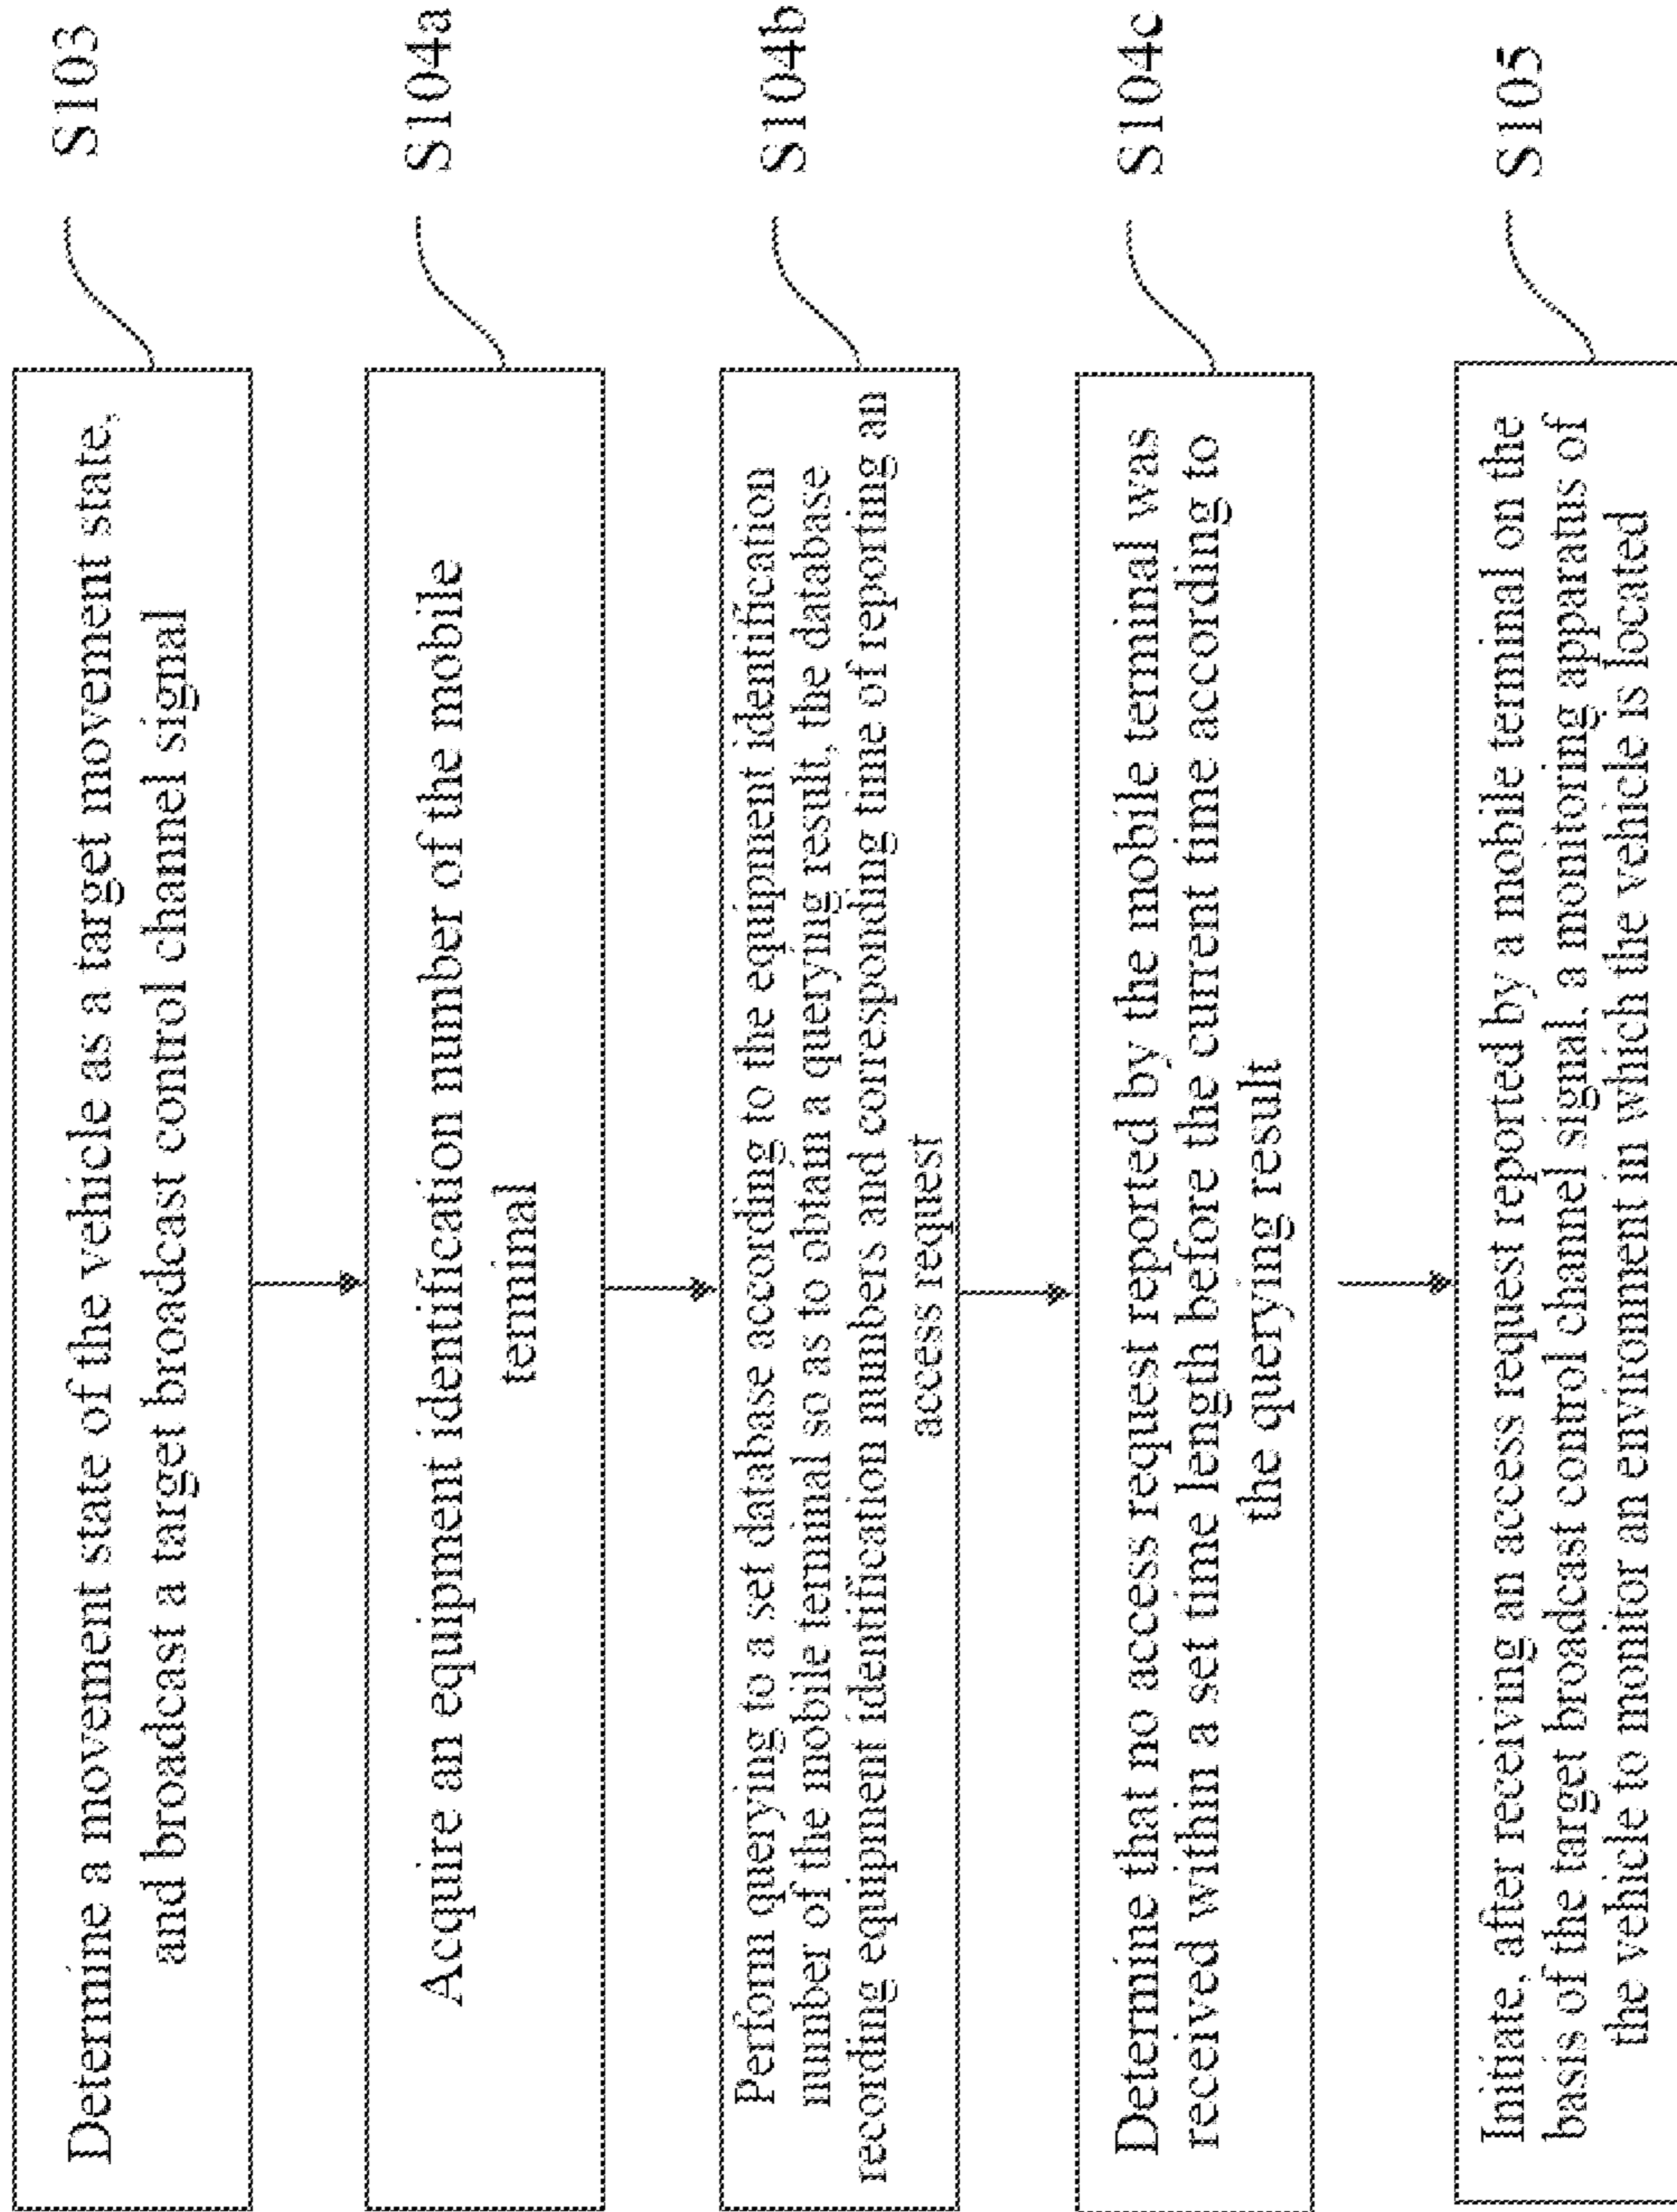 Determine a movement state of the vehicle as a target movement state,
and broadcast a target broadcast control channel signal
S103
Acquire an equipment identification number of the mobile
terminal
S104a
Perform querying to a set database according to the equipment identification
number of the mobile terminal so as to obtain a querying result, the database
recording equipment identification numbers and corresponding time of reporting an
access request
S104b
Determine that no access request reported by the mobile terminal was
received within a set time length before the current time according to
the querying result
S104c
Initiate, after receiving an access request reported by a mobile terminal on the
basis of the target broadcast control channel signal, a monitoring apparatus of
the vehicle to monitor an environment in which the vehicle is located
S105